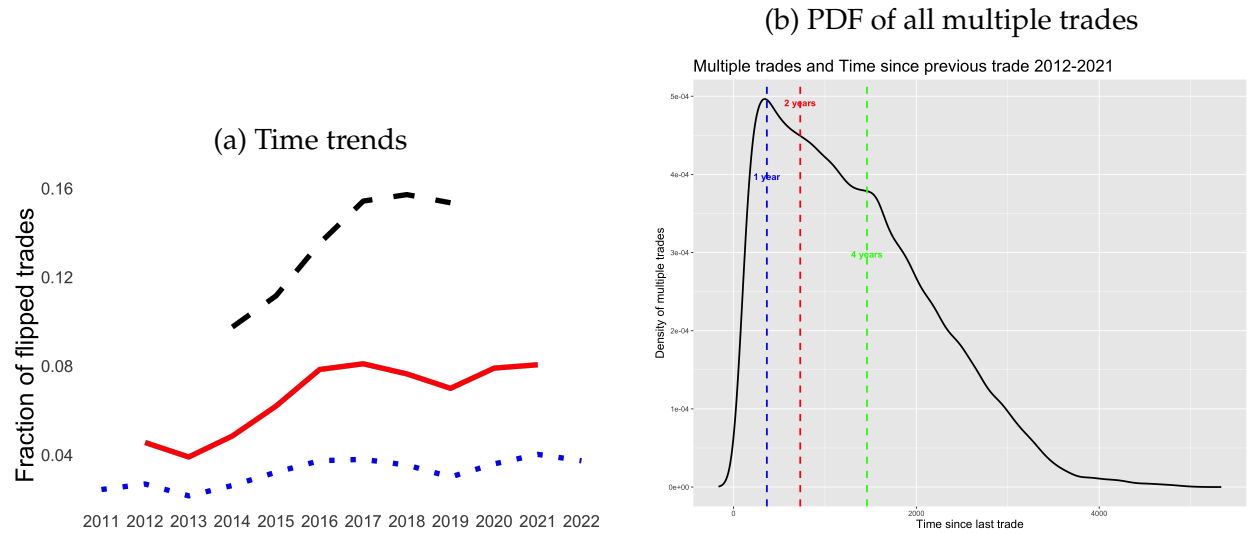 (a) Time trends
Fraction of flipped trades
0.16
0.12
0.08
0.04
2011 2012 2013 2014 2015 2016 2017 2018 2019 2020 2021 2022
(b) PDF of all multiple trades
Multiple trades and Time since previous trade 2012-2021
Density of multiple trades
5e-04
4e-04
3e-04
2e-04
1e-04
0e+00
2 years
1 year
4 years
0 2000 4000
Time since last trade